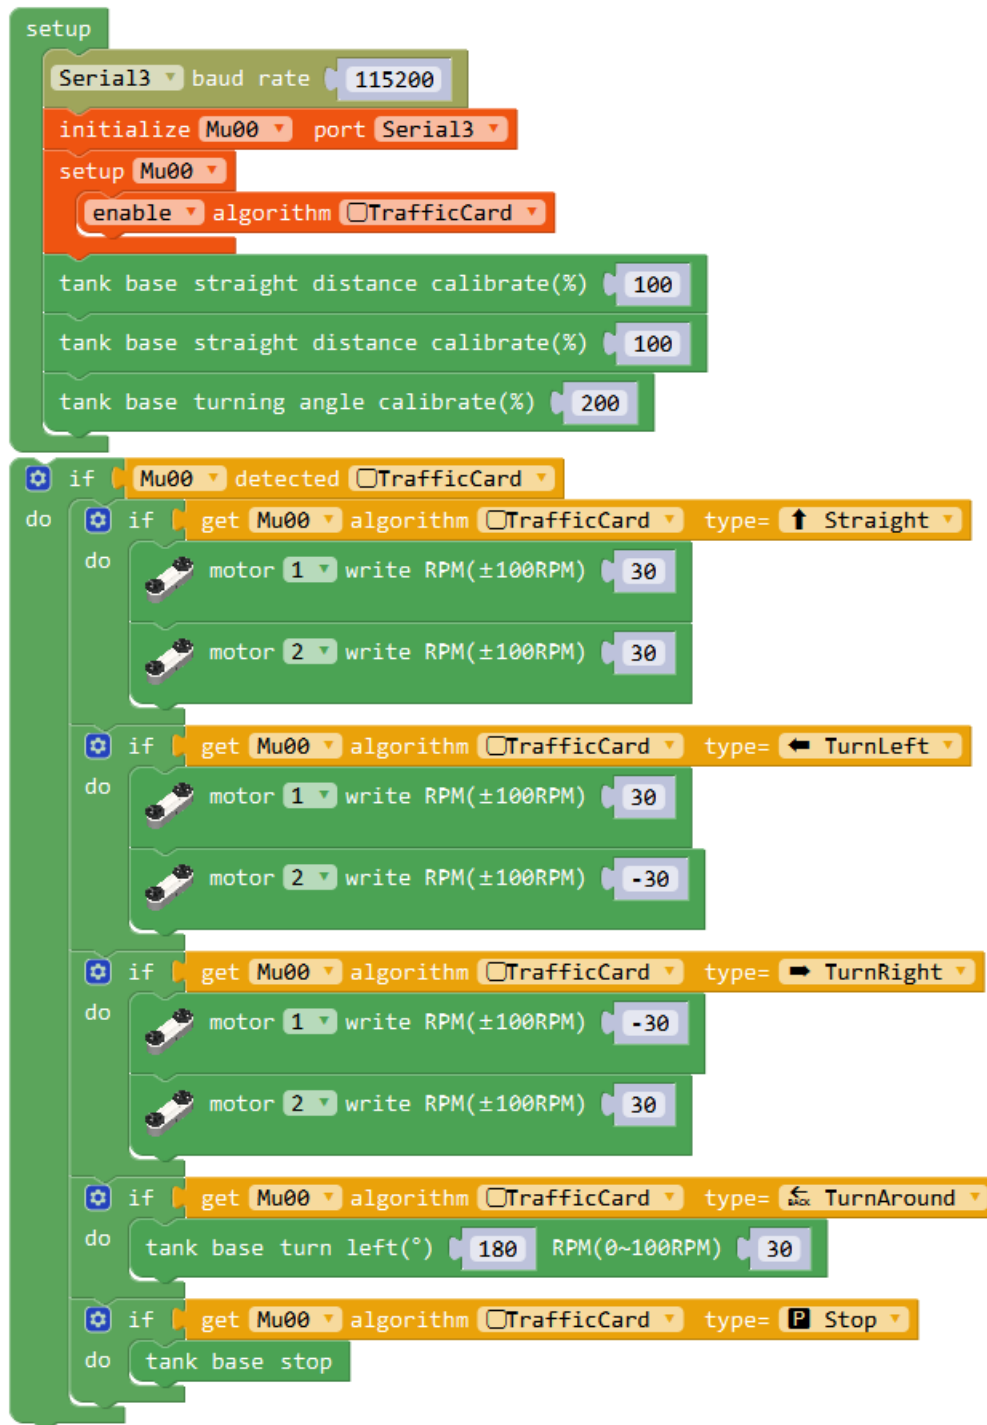 setup
Serial3 baud rate 115200
initialize Mu00 port Serial3
setup Mu00
enable algorithm TrafficCard
tank base straight distance calibrate(%) 100
tank base straight distance calibrate(%) 100
tank base turning angle calibrate(%) 200
if Mu00 detected TrafficCard
do if get Mu00 algorithm TrafficCard type= Straight
do motor 1 write RPM(±100RPM) 30
motor 2 write RPM(±100RPM) 30
if get Mu00 algorithm TrafficCard type= TurnLeft
do motor 1 write RPM(±100RPM) 30
motor 2 write RPM(±100RPM) -30
if get Mu00 algorithm TrafficCard type= TurnRight
do motor 1 write RPM(±100RPM) -30
motor 2 write RPM(±100RPM) 30
if get Mu00 algorithm TrafficCard type= BACK TurnAround
do tank base turn left(°) 180 RPM(0~100RPM) 30
if get Mu00 algorithm TrafficCard type= P Stop
do tank base stop